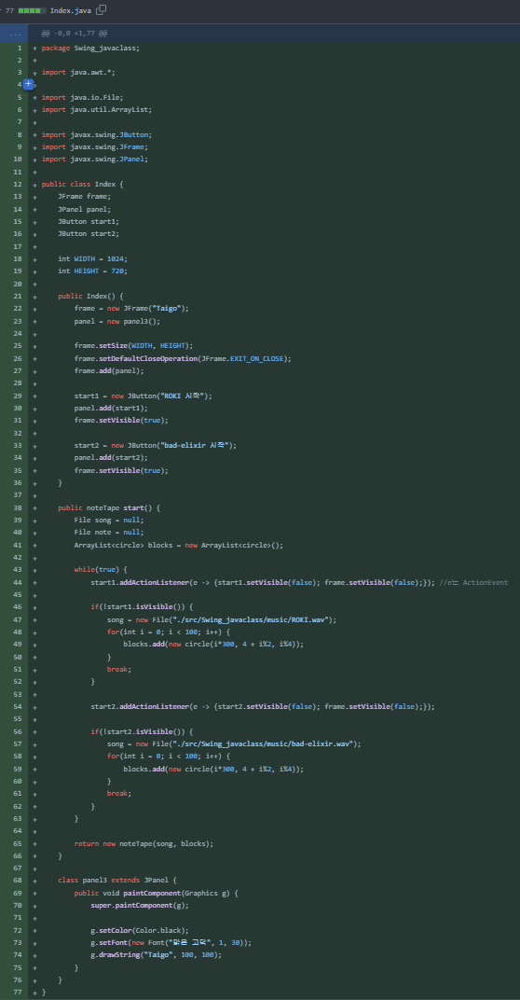 77 Index.java
... @@ -0,0 +1,77 @@
1 + package Swing_javaclass;
2 +
3 + import java.awt.*;
4 +
5 + import java.io.File;
6 + import java.util.ArrayList;
7 +
8 + import javax.swing.JButton;
9 + import javax.swing.JFrame;
10 + import javax.swing.JPanel;
11 +
12 + public class Index {
13 + JFrame frame;
14 + JPanel panel;
15 + JButton start1;
16 + JButton start2;
17 +
18 + int WIDTH = 1024;
19 + int HEIGHT = 720;
20 +
21 + public Index() {
22 + frame = new JFrame("Taigo");
23 + panel = new panel3();
24 +
25 + frame.setSize(WIDTH, HEIGHT);
26 + frame.setDefaultCloseOperation(JFrame.EXIT_ON_CLOSE);
27 + frame.add(panel);
28 +
29 + start1 = new JButton("ROKI 시작");
30 + panel.add(start1);
31 + frame.setVisible(true);
32 +
33 + start2 = new JButton("bad-elixir 시작");
34 + panel.add(start2);
35 + frame.setVisible(true);
36 + }
37 +
38 + public noteTape start() {
39 + File song = null;
40 + File note = null;
41 + ArrayList<circle> blocks = new ArrayList<circle>();
42 +
43 + while(true) {
44 + start1.addActionListener(e -> {start1.setVisible(false); frame.setVisible(false);}); //e는 ActionEvent
45 +
46 + if(!start1.isVisible()) {
47 + song = new File("./src/Swing_javaclass/music/ROKI.wav");
48 + for(int i = 0; i < 100; i++) {
49 + blocks.add(new circle(i*300, 4 + i%2, i%4));
50 + }
51 + break;
52 + }
53 +
54 + start2.addActionListener(e -> {start2.setVisible(false); frame.setVisible(false);});
55 +
56 + if(!start2.isVisible()) {
57 + song = new File("./src/Swing_javaclass/music/bad-elixir.wav");
58 + for(int i = 0; i < 100; i++) {
59 + blocks.add(new circle(i*300, 4 + i%2, i%4));
60 + }
61 + break;
62 + }
63 + }
64 +
65 + return new noteTape(song, blocks);
66 + }
67 +
68 + class panel3 extends JPanel {
69 + public void paintComponent(Graphics g) {
70 + super.paintComponent(g);
71 +
72 + g.setColor(Color.black);
73 + g.setFont(new Font("맑은 고딕", 1, 30));
74 + g.drawString("Taigo", 100, 100);
75 + }
76 + }
77 + }